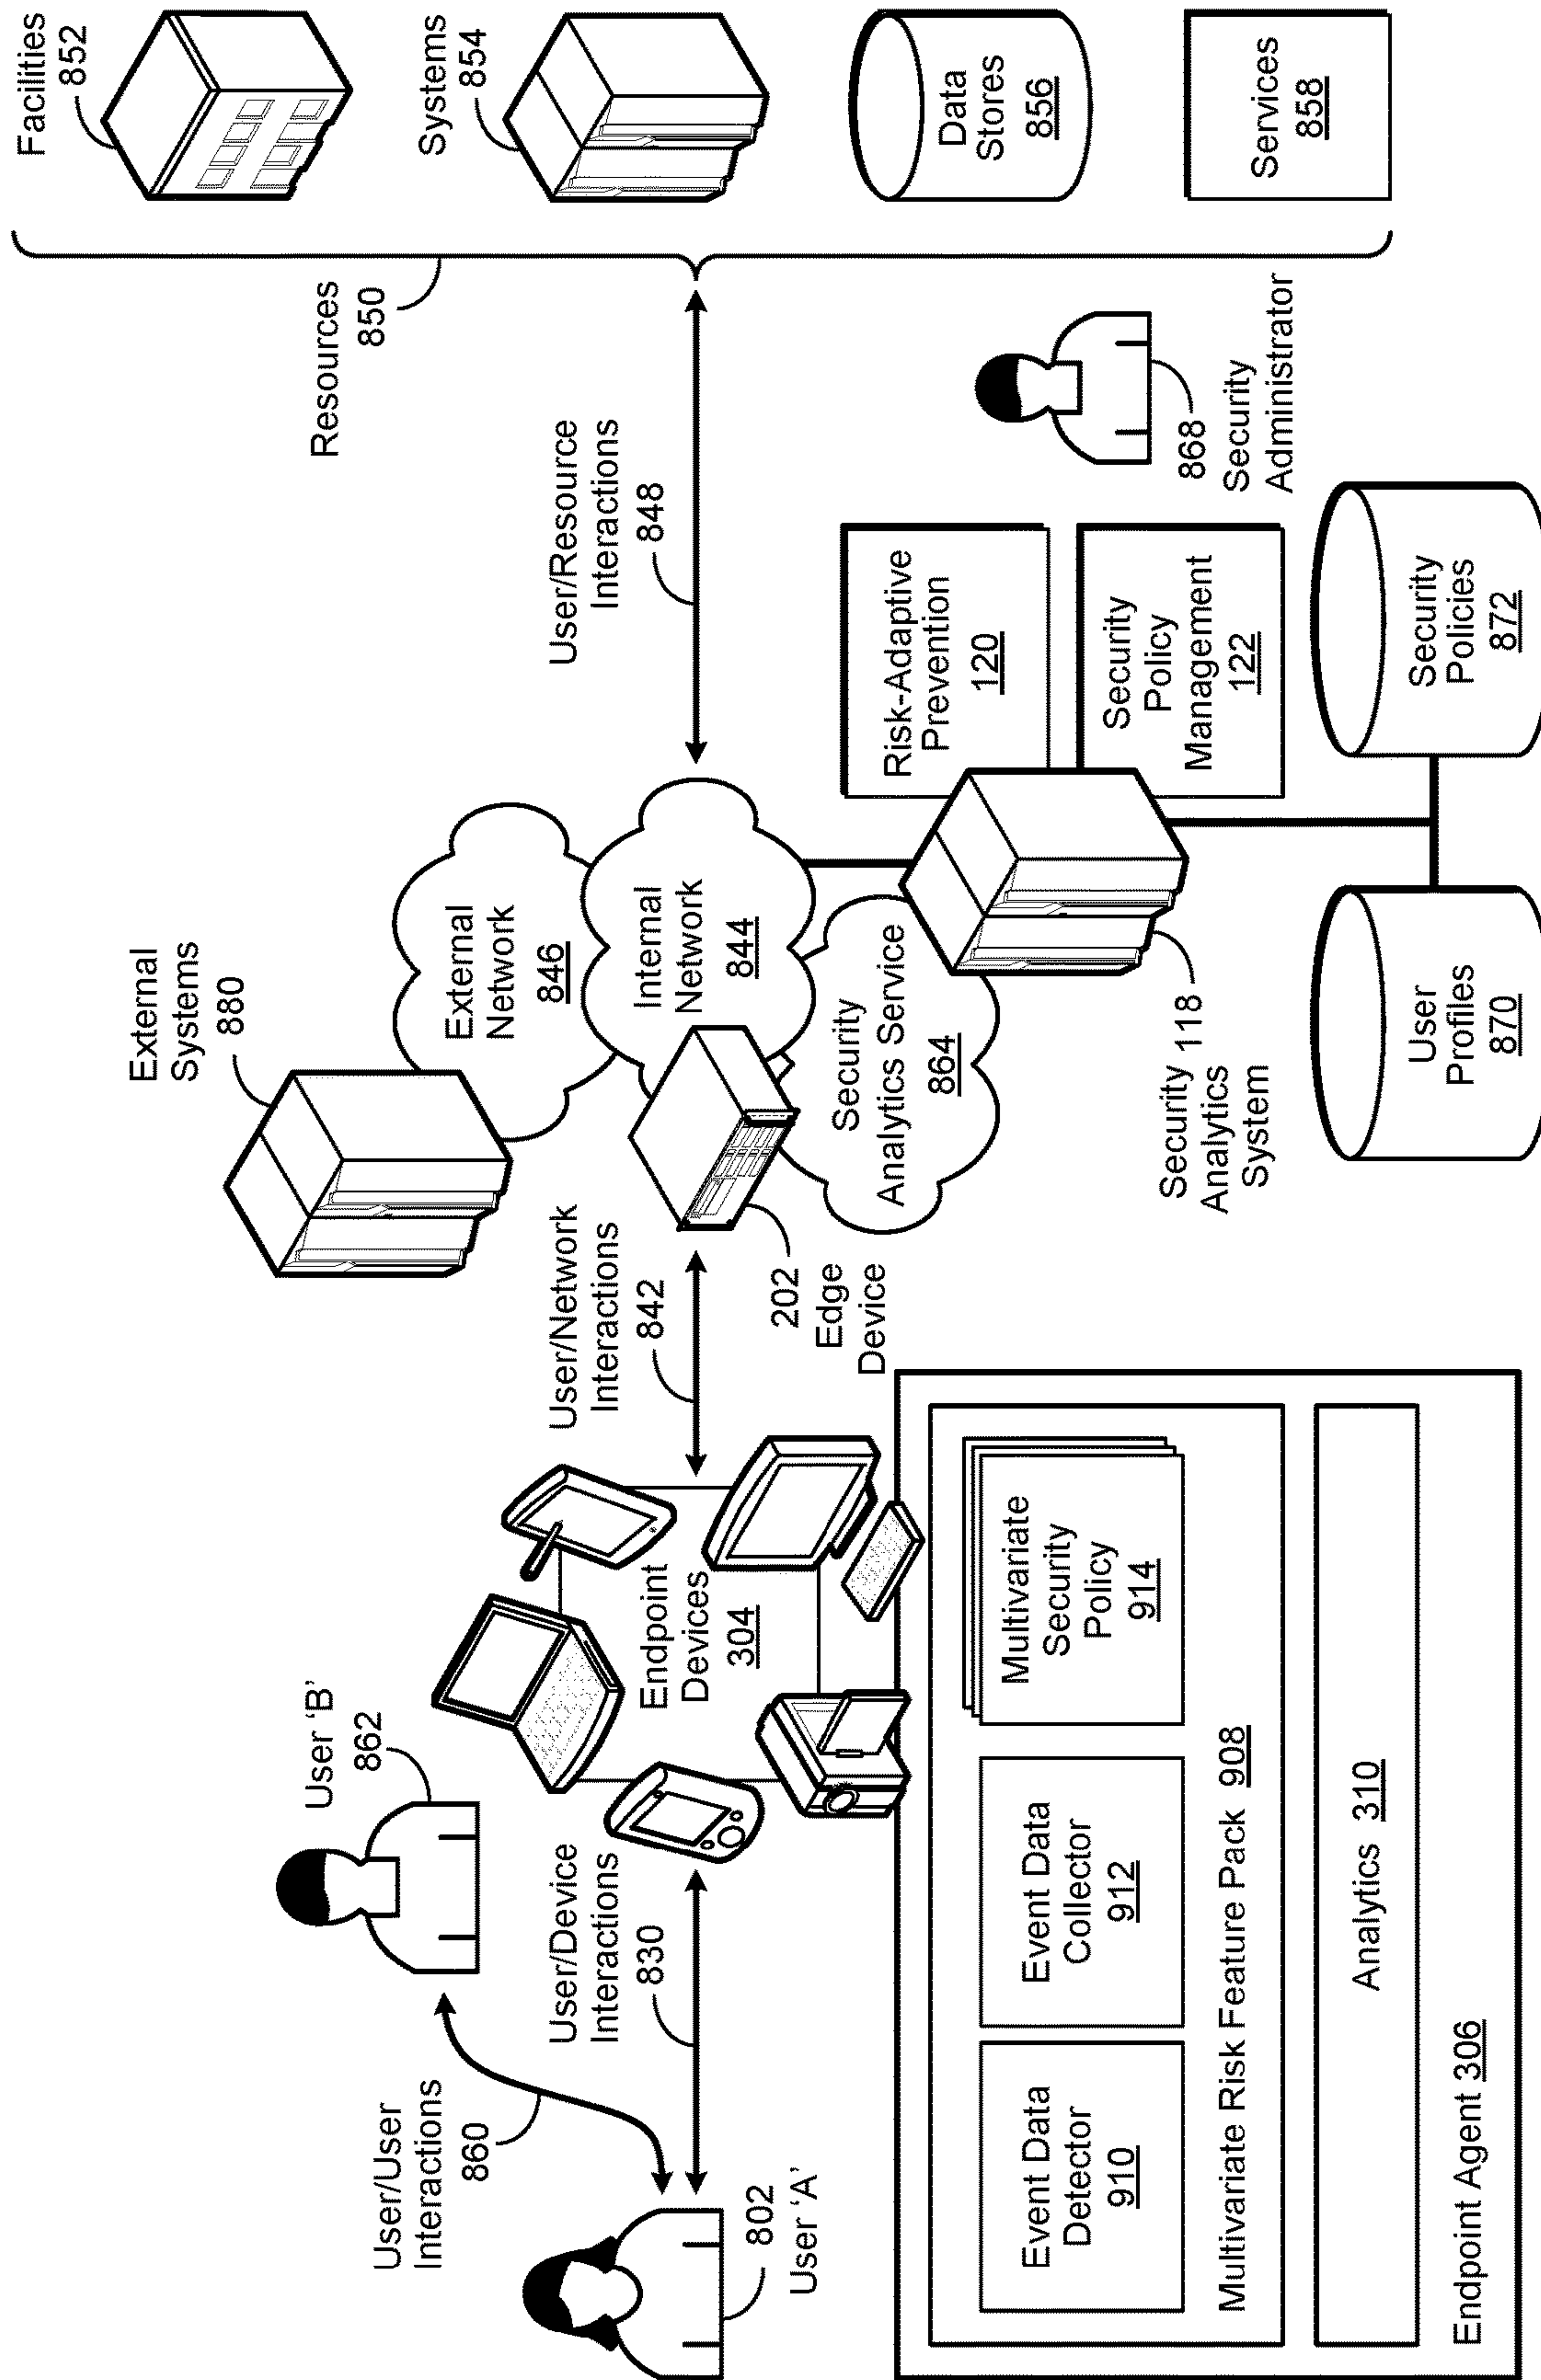 User/User
Interactions
860
User 'B'
862
External
Systems
880
Facilities
852
Resources
850
Systems
854
Data
Stores
856
Services
858
User/Device
Interactions
830
802
User 'A'
Endpoint
Devices
304
User/Network
Interactions
842
202
Edge
Device
External
Network
846
Internal
Network
844
User/Resource
Interactions
848
Security
Analytics Service
864
Security 118
Analytics
System
Risk-Adaptive
Prevention
120
Security
Policy
Management
122
868
Security
Administrator
User
Profiles
870
Security
Policies
872
Event Data
Detector
910
Event Data
Collector
912
Multivariate
Security
Policy
914
Multivariate Risk Feature Pack 908
Analytics 310
Endpoint Agent 306